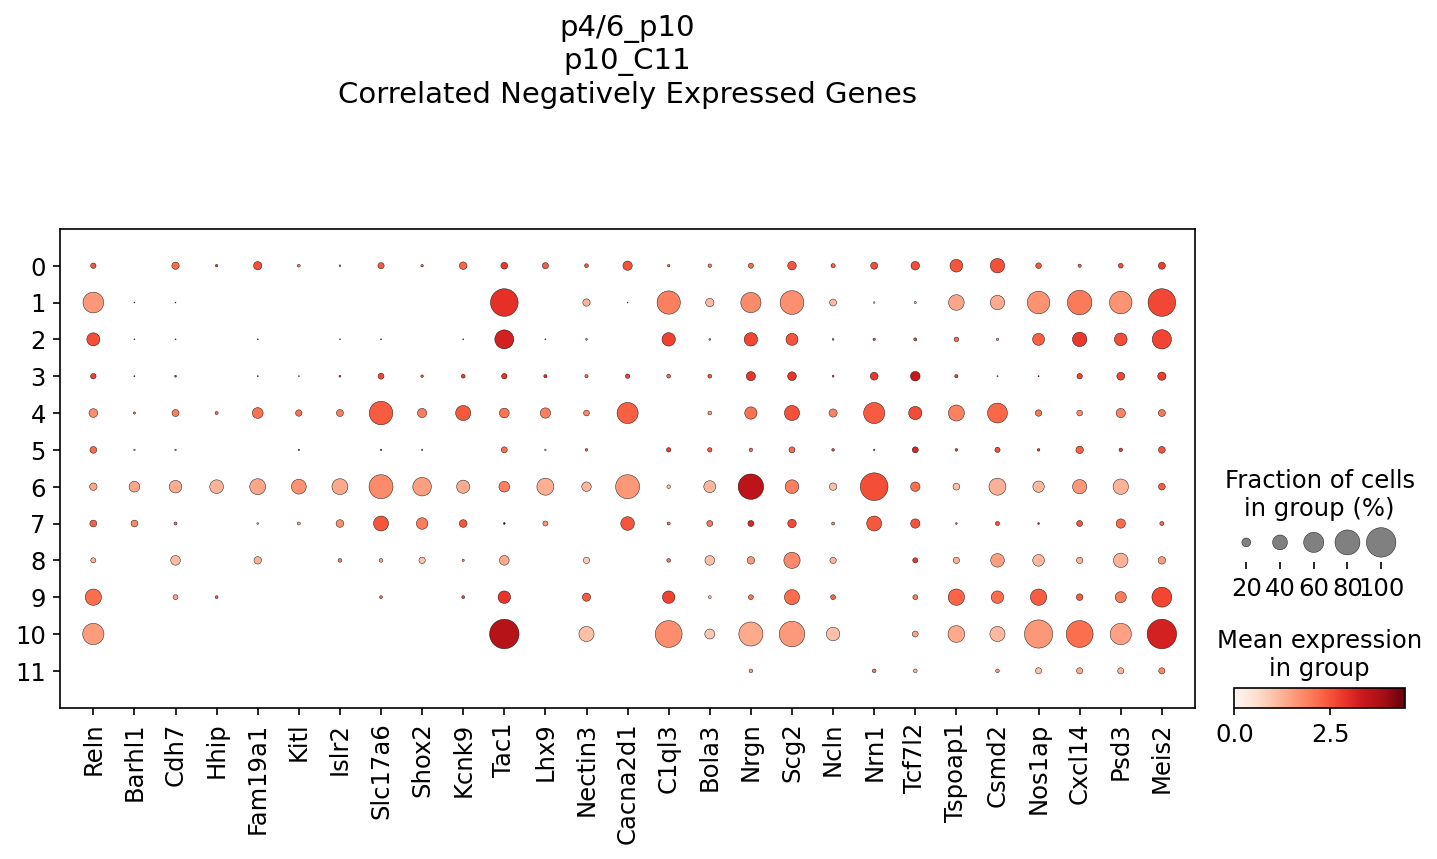 p4/6_p10
p10_C11
Correlated Negatively Expressed Genes
0
1
2
3
4
5
6
7
8
9
10
11
Reln
Barhl1
Cdh7
Hhip
Fam19a1
Kitl
Islr2
Slc17a6
Shox2
Kcnk9
Tac1
Lhx9
Nectin3
Cacna2d1
C1ql3
Bola3
Nrgn
Scg2
Ncln
Nrn1
Tcf7l2
Tspoap1
Csmd2
Nos1ap
Cxcl14
Psd3
Meis2
Fraction of cells
in group (%)
20 40 60 80 100
Mean expression
in group
0.0 2.5